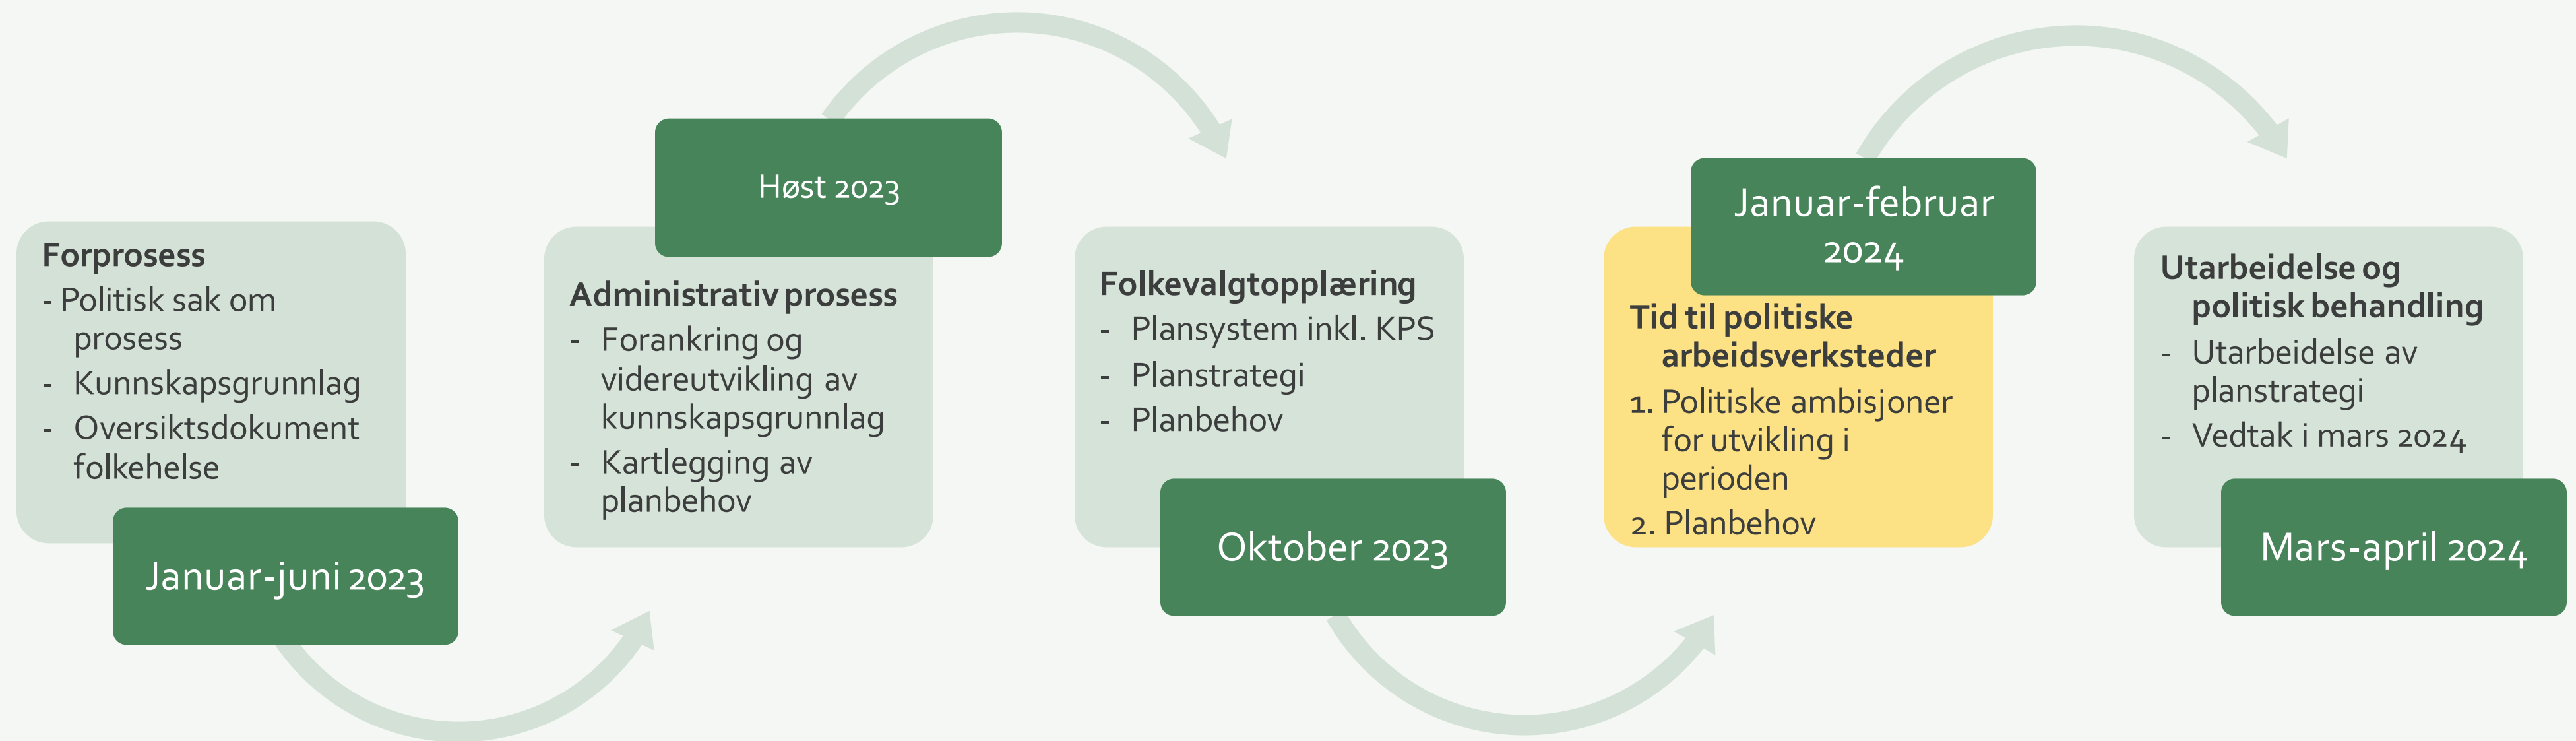 Forprosess
- Politisk sak om
prosess
- Kunnskapsgrunnlag
- Oversiktsdokument
folkehelse
Januar-juni 2023
Høst 2023
Administrativ prosess
- Forankring og
videreutvikling av
kunnskapsgrunnlag
- Kartlegging av
planbehov
Folkevalgtopplæring
- Plansystem inkl. KPS
- Planstrategi
- Planbehov
Oktober 2023
Januar-februar
2024
Tid til politiske
arbeidsverksteder
1. Politiske ambisjoner
for utvikling i
perioden
2. Planbehov
Utarbeidelse og
politisk behandling
- Utarbeidelse av
planstrategi
- Vedtak i mars 2024
Mars-april 2024